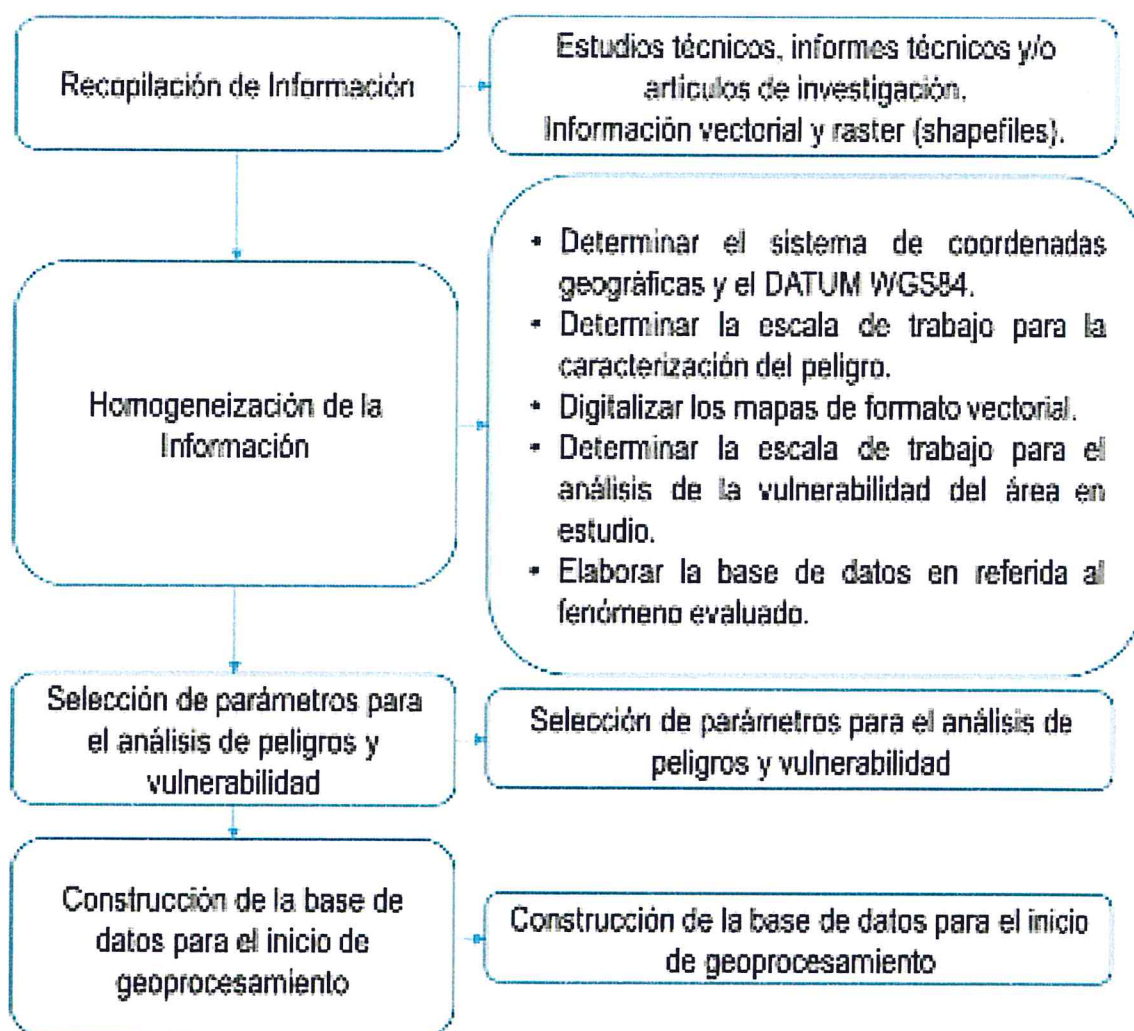 Recopilación de Información
Estudios técnicos, informes técnicos y/o
artículos de investigación.
Información vectorial y raster (shapefiles).
Homogeneización de la
Información
• Determinar el sistema de coordenadas
geográficas y el DATUM WGS84.
• Determinar la escala de trabajo para la
caracterización del peligro.
• Digitalizar los mapas de formato vectorial.
• Determinar la escala de trabajo para el
análisis de la vulnerabilidad del área en
estudio.
• Elaborar la base de datos en referida al
fenómeno evaluado.
Selección de parámetros para
el análisis de peligros y
vulnerabilidad
Selección de parámetros para el análisis de
peligros y vulnerabilidad
Construcción de la base de
datos para el inicio de
geoprocesamiento
Construcción de la base de datos para el inicio
de geoprocesamiento